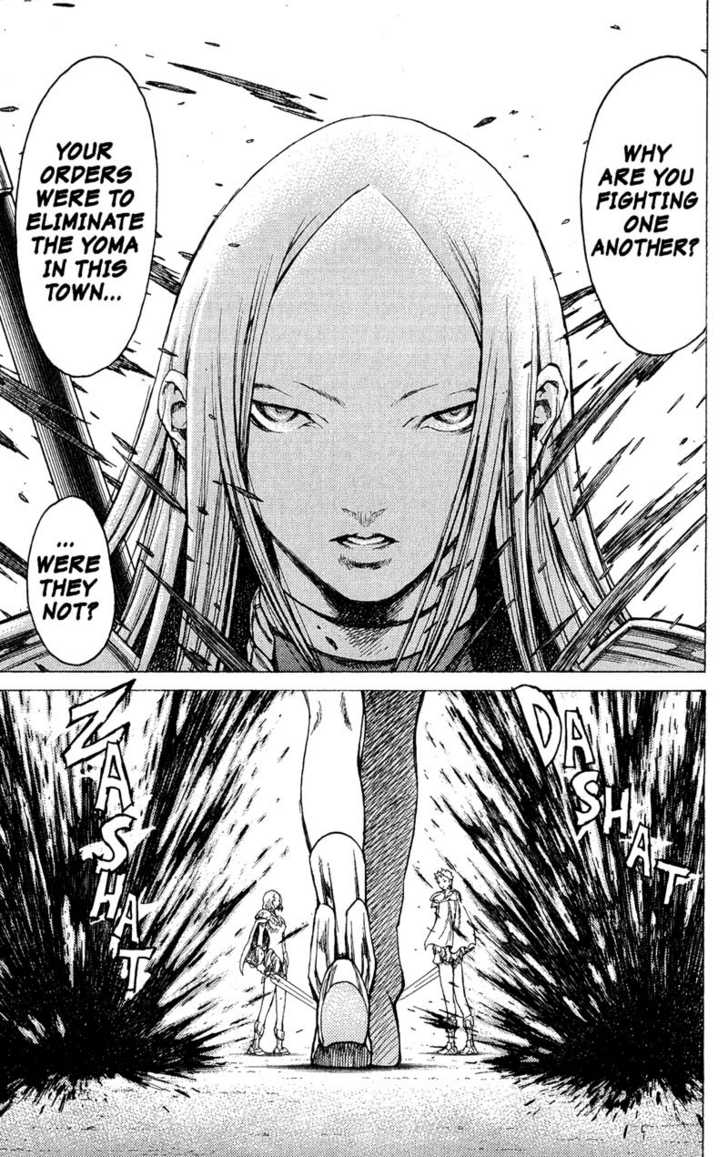 WHY
ARE YOU
FIGHTING
ONE
ANOTHER?
YOUR
ORDERS
WERE TO
ELIMINATE
THE YOMA
IN THIS
TOWN...
...
WERE
THEY
NOT?
DASHAT
ZASHAT